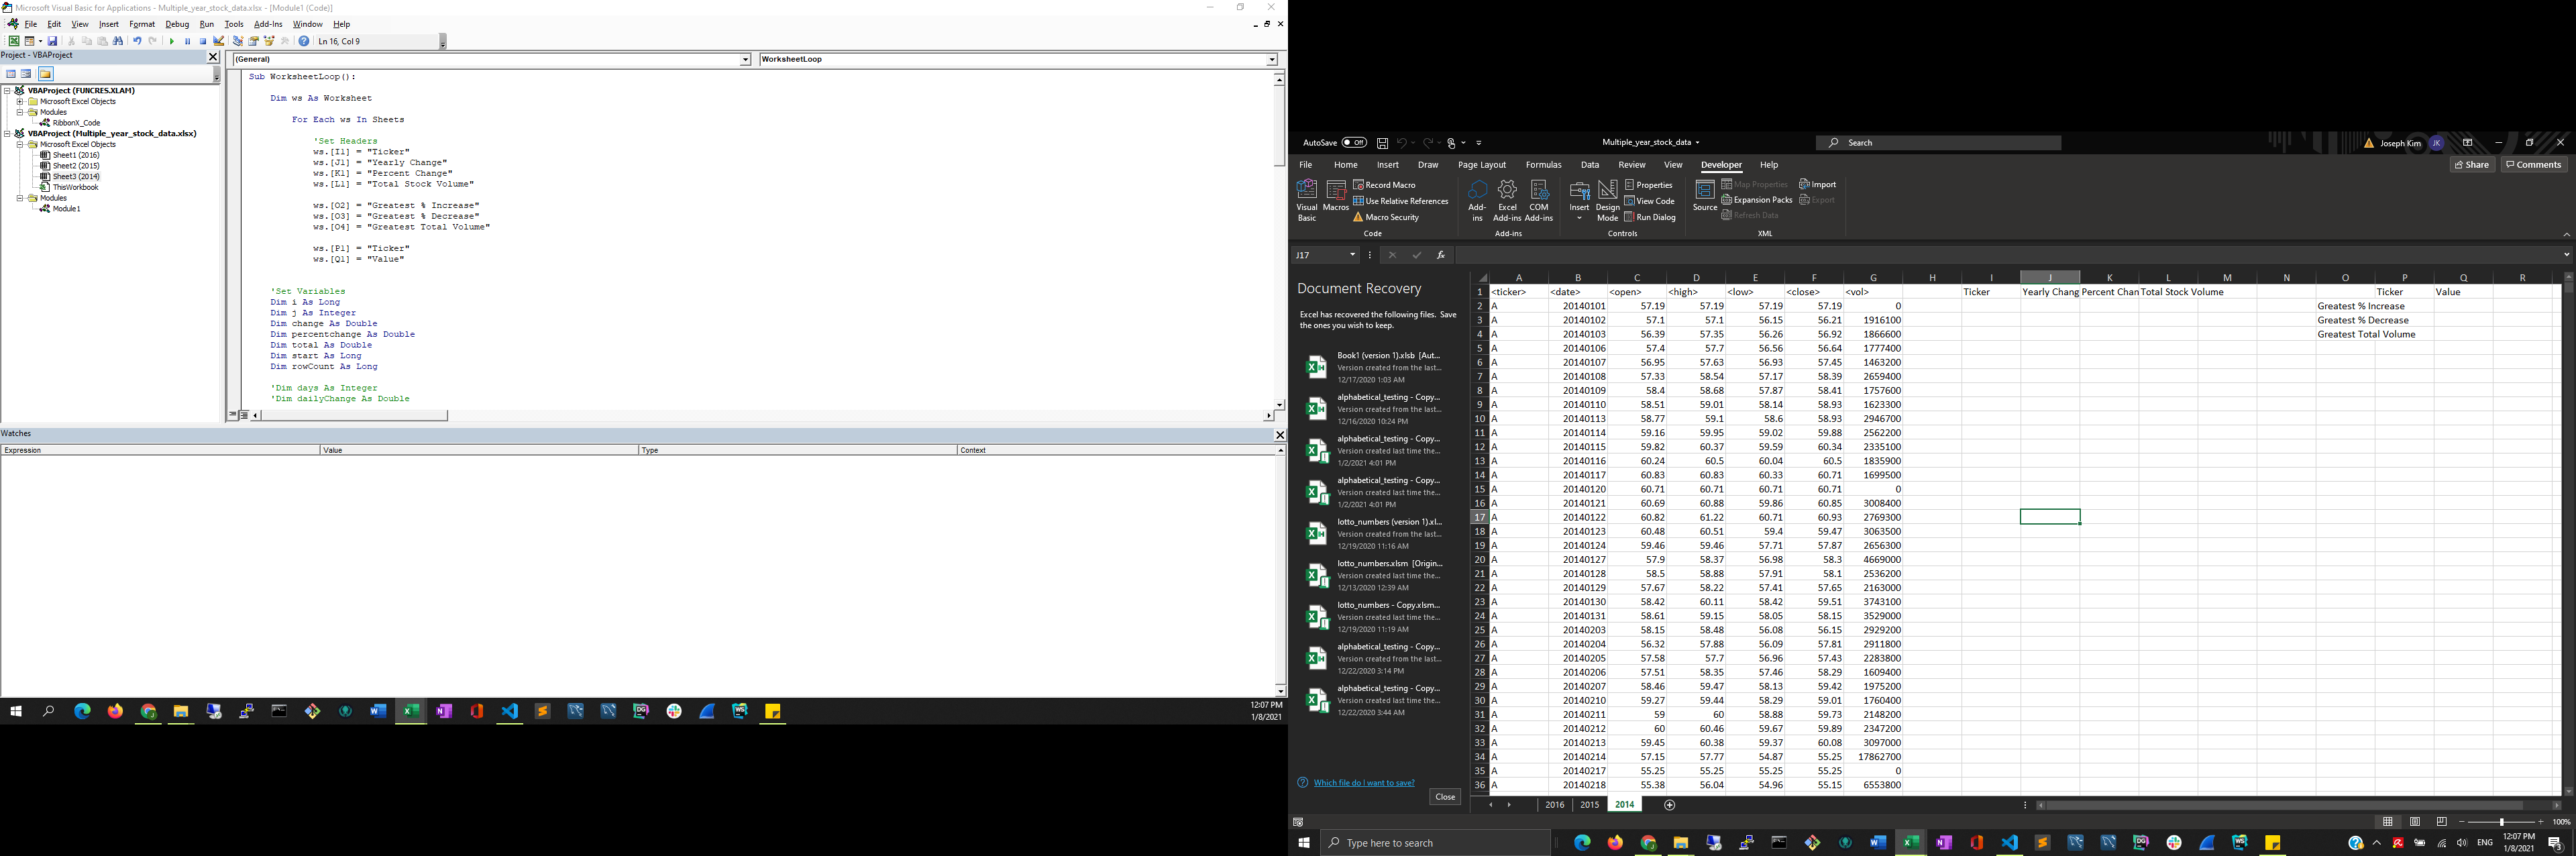 Microsoft Visual Basic for Applications - Multiple_year_stock_data.xlsx - [Module1 (Code)]
File Edit View Insert Format Debug Run Tools Add-Ins Window Help
Ln 16, Col 9
Project - VBAProject
VBAProject (FUNCRES.XLAM)
Microsoft Excel Objects
Modules
RibbonX_Code
VBAProject (Multiple_year_stock_data.xlsx)
Microsoft Excel Objects
Sheet1 (2016)
Sheet2 (2015)
Sheet3 (2014)
ThisWorkbook
Modules
Module1
(General) WorksheetLoop
Sub WorksheetLoop():
Dim ws As Worksheet
For Each ws In Sheets
'Set Headers
ws.[I1] = "Ticker"
ws.[J1] = "Yearly Change"
ws.[K1] = "Percent Change"
ws.[L1] = "Total Stock Volume"
ws.[O2] = "Greatest % Increase"
ws.[O3] = "Greatest % Decrease"
ws.[O4] = "Greatest Total Volume"
ws.[P1] = "Ticker"
ws.[Q1] = "Value"
'Set Variables
Dim i As Long
Dim j As Integer
Dim change As Double
Dim percentchange As Double
Dim total As Double
Dim start As Long
Dim rowCount As Long
'Dim days As Integer
'Dim dailyChange As Double
Watches
Expression Value Type Context
12:07 PM
1/8/2021
AutoSave Off Multiple_year_stock_data Search Joseph Kim JK
File Home Insert Draw Page Layout Formulas Data Review View Developer Help Share Comments
Visual Basic
Macros
Record Macro
Use Relative References
Macro Security
Code
Add-ins
Excel Add-ins
COM Add-ins
Add-ins
Insert
Design Mode
Properties
View Code
Run Dialog
Controls
Source
Map Properties
Expansion Packs
Refresh Data
Import
Export
XML
J17 fx
Document Recovery
Excel has recovered the following files. Save
the ones you wish to keep.
Book1 (version 1).xlsb [Aut...
Version created from the last...
12/17/2020 1:03 AM
alphabetical_testing - Copy...
Version created from the last...
12/16/2020 10:24 PM
alphabetical_testing - Copy...
Version created last time the...
1/2/2021 4:01 PM
alphabetical_testing - Copy...
Version created last time the...
1/2/2021 4:01 PM
lotto_numbers (version 1).xl...
Version created from the last...
12/19/2020 11:16 AM
lotto_numbers.xlsm [Origin...
Version created last time the...
12/13/2020 12:39 AM
lotto_numbers - Copy.xlsm...
Version created last time the...
12/19/2020 11:19 AM
alphabetical_testing - Copy...
Version created from the last...
12/22/2020 3:14 PM
alphabetical_testing - Copy...
Version created last time the...
12/22/2020 3:44 AM
Which file do I want to save?
Close
A B C D E F G H I J K L M N O P Q R
1 <ticker> <date> <open> <high> <low> <close> <vol> Ticker Yearly Chang Percent Chan Total Stock Volume Ticker Value
2 A 20140101 57.19 57.19 57.19 57.19 0 Greatest % Increase
3 A 20140102 57.1 57.1 56.15 56.21 1916100 Greatest % Decrease
4 A 20140103 56.39 57.35 56.26 56.92 1866600 Greatest Total Volume
5 A 20140106 57.4 57.7 56.56 56.64 1777400
6 A 20140107 56.95 57.63 56.93 57.45 1463200
7 A 20140108 57.33 58.54 57.17 58.39 2659400
8 A 20140109 58.4 58.68 57.87 58.41 1757600
9 A 20140110 58.51 59.01 58.14 58.93 1623300
10 A 20140113 58.77 59.1 58.6 58.93 2946700
11 A 20140114 59.16 59.95 59.02 59.88 2562200
12 A 20140115 59.82 60.37 59.59 60.34 2335100
13 A 20140116 60.24 60.5 60.04 60.5 1835900
14 A 20140117 60.83 60.83 60.33 60.71 1699500
15 A 20140120 60.71 60.71 60.71 60.71 0
16 A 20140121 60.69 60.88 59.86 60.85 3008400
17 A 20140122 60.82 61.22 60.71 60.93 2769300
18 A 20140123 60.48 60.51 59.4 59.47 3063500
19 A 20140124 59.46 59.46 57.71 57.87 2656300
20 A 20140127 57.9 58.37 56.98 58.3 4669000
21 A 20140128 58.5 58.88 57.91 58.1 2536200
22 A 20140129 57.67 58.22 57.41 57.65 2163000
23 A 20140130 58.42 60.11 58.42 59.51 3743100
24 A 20140131 58.61 59.15 58.05 58.15 3529000
25 A 20140203 58.15 58.48 56.08 56.15 2929200
26 A 20140204 56.32 57.88 56.09 57.81 2911800
27 A 20140205 57.58 57.7 56.96 57.43 2283800
28 A 20140206 57.51 58.35 57.46 58.29 1609400
29 A 20140207 58.46 59.47 58.13 59.42 1975200
30 A 20140210 59.27 59.44 58.29 59.01 1760400
31 A 20140211 59 60 58.88 59.73 2148200
32 A 20140212 60 60.46 59.67 59.89 2347200
33 A 20140213 59.45 60.38 59.37 60.08 3097000
34 A 20140214 57.15 57.77 54.87 55.25 17862700
35 A 20140217 55.25 55.25 55.25 55.25 0
36 A 20140218 55.38 56.04 54.96 55.15 6553800
2016 2015 2014
100%
Type here to search
ENG 12:07 PM
1/8/2021